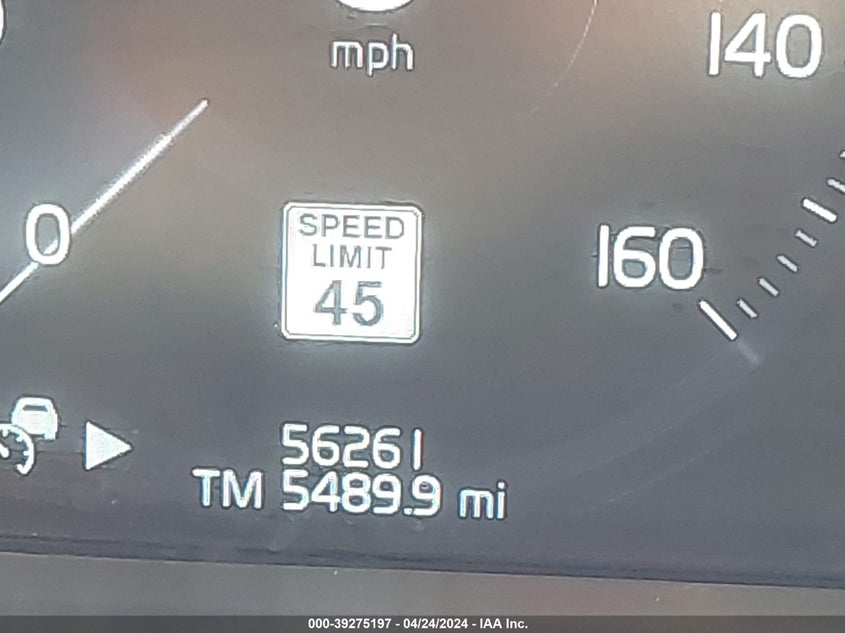 mph
140
0
SPEED
LIMIT
45
160
56261
TM 5489.9 mi
000-39275197 - 04/24/2024 - IAA Inc.